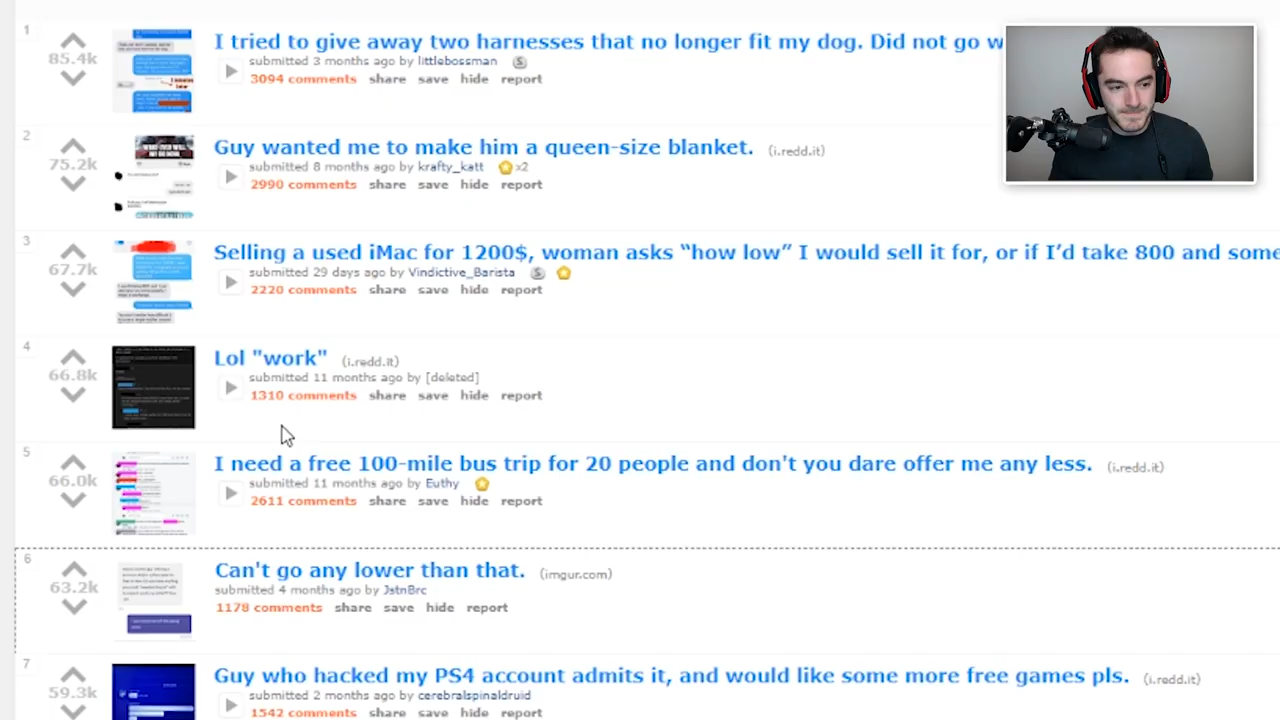 1
85.4k
I tried to give away two harnesses that no longer fit my dog. Did not go w
submitted 3 months ago by littlebossman S
3094 comments share save hide report
2
75.2k
Guy wanted me to make him a queen-size blanket. (i.redd.it)
submitted 8 months ago by krafty_katt x2
2990 comments share save hide report
3
67.7k
Selling a used iMac for 1200$, woman asks “how low” I would sell it for, or if I’d take 800 and some
submitted 29 days ago by Vindictive_Barista S
2220 comments share save hide report
4
66.8k
Lol "work" (i.redd.it)
submitted 11 months ago by [deleted]
1310 comments share save hide report
5
66.0k
I need a free 100-mile bus trip for 20 people and don't you dare offer me any less. (i.redd.it)
submitted 11 months ago by Euthy
2611 comments share save hide report
6
63.2k
Can't go any lower than that. (imgur.com)
submitted 4 months ago by JstnBrc
1178 comments share save hide report
7
59.3k
Guy who hacked my PS4 account admits it, and would like some more free games pls. (i.redd.it)
submitted 2 months ago by cerebralspinaldruid
1542 comments share save hide report